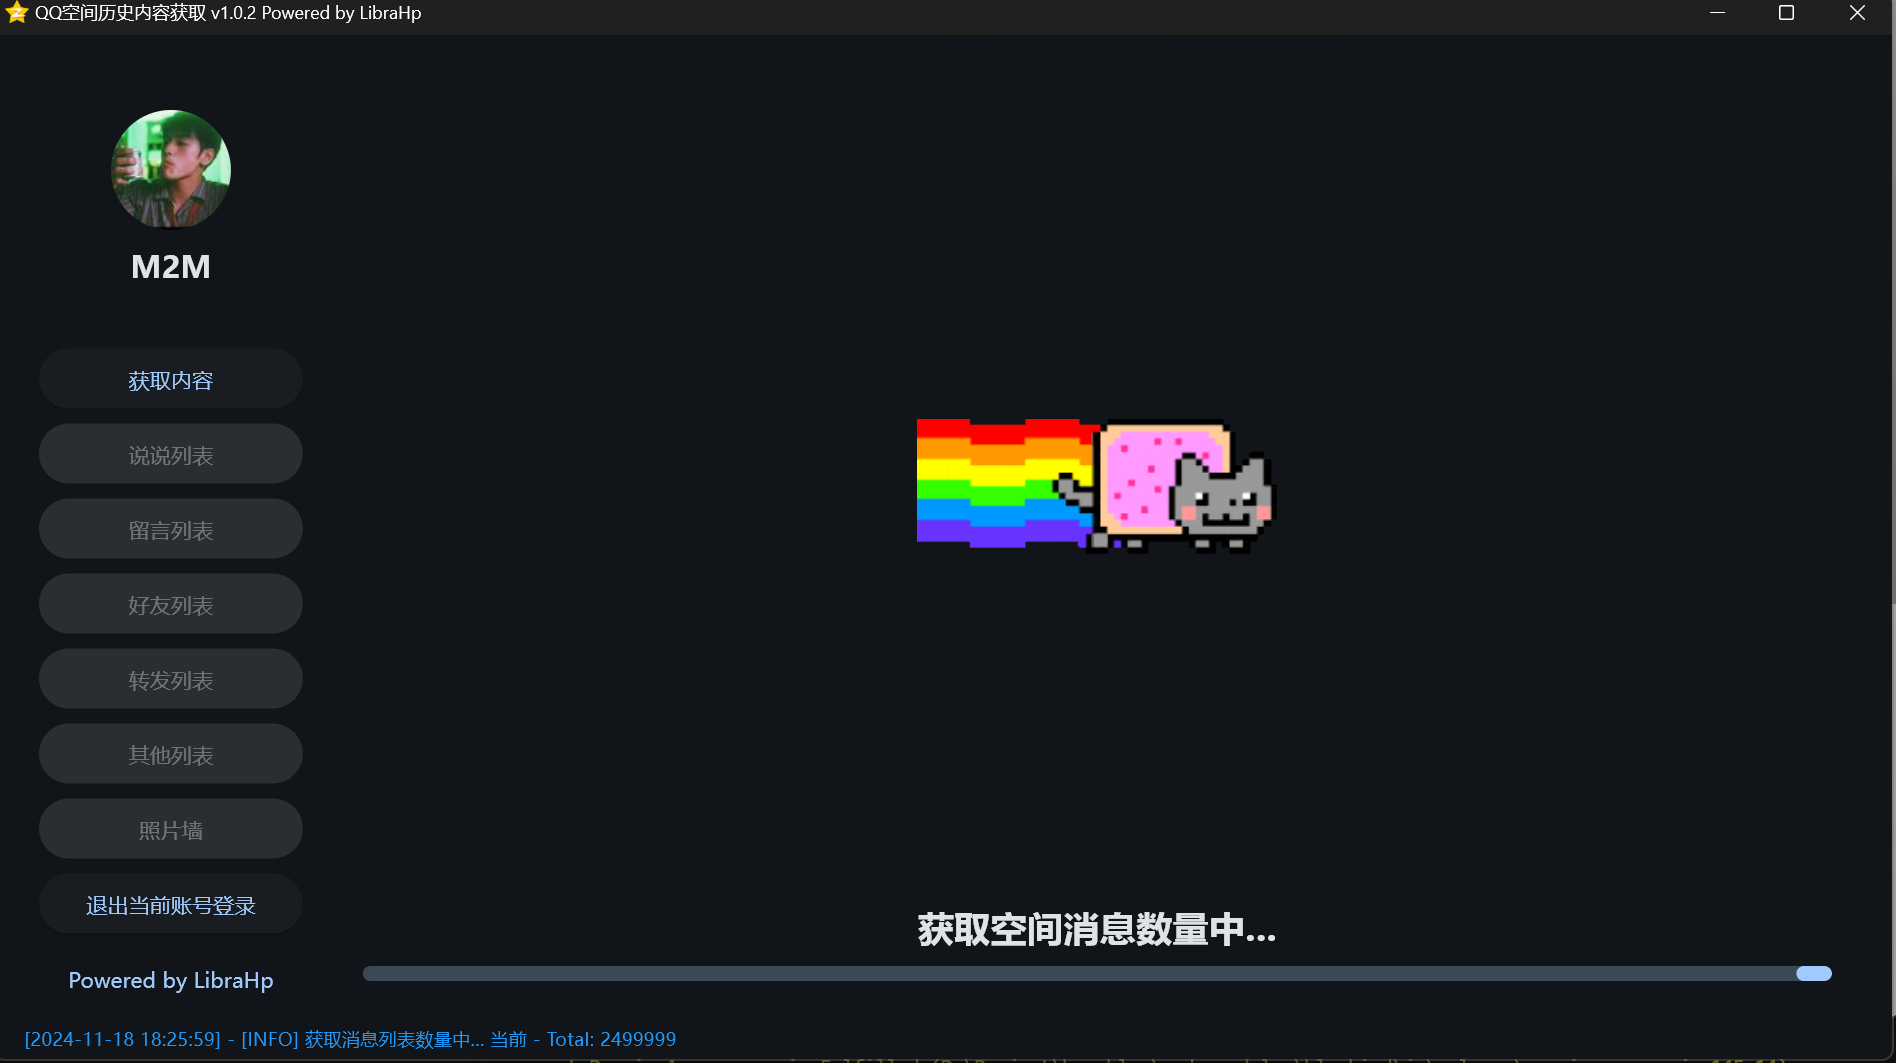 QQ空间历史内容获取 v1.0.2 Powered by LibraHp
M2M
获取内容
说说列表
留言列表
好友列表
转发列表
其他列表
照片墙
退出当前账号登录
Powered by LibraHp
获取空间消息数量中...
[2024-11-18 18:25:59] - [INFO] 获取消息列表数量中... 当前 - Total: 2499999